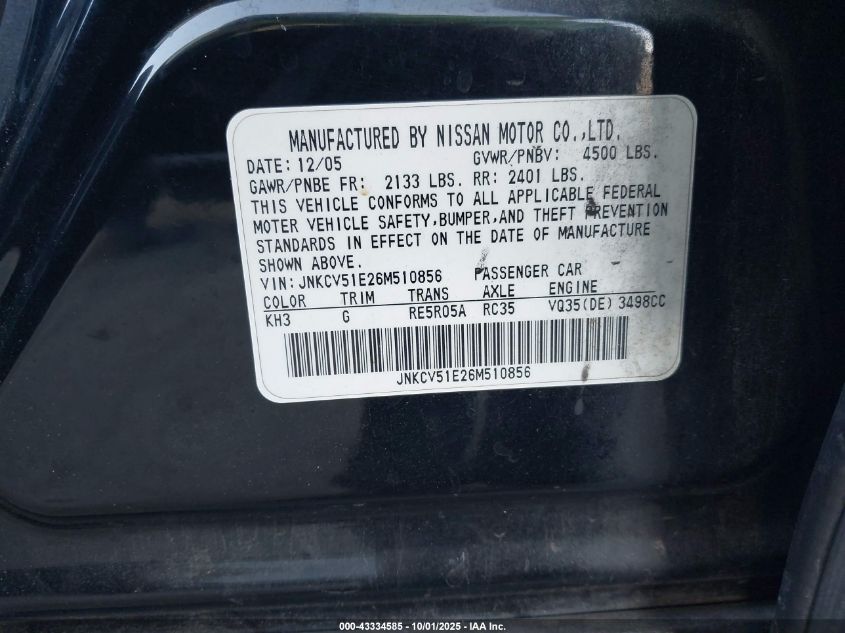 MANUFACTURED BY NISSAN MOTOR CO.,LTD.
DATE: 12/05 GVWR/PNBV: 4500 LBS.
GAWR/PNBE FR: 2133 LBS. RR: 2401 LBS.
THIS VEHICLE CONFORMS TO ALL APPLICABLE FEDERAL
MOTER VEHICLE SAFETY,BUMPER,AND THEFT PREVENTION
STANDARDS IN EFFECT ON THE DATE OF MANUFACTURE
SHOWN ABOVE.
VIN: JNKCV51E26M510856 PASSENGER CAR
COLOR TRIM TRANS AXLE ENGINE
KH3 G RE5R05A RC35 VQ35(DE) 3498CC
JNKCV51E26M510856
000-43334585 - 10/01/2025 - IAA Inc.